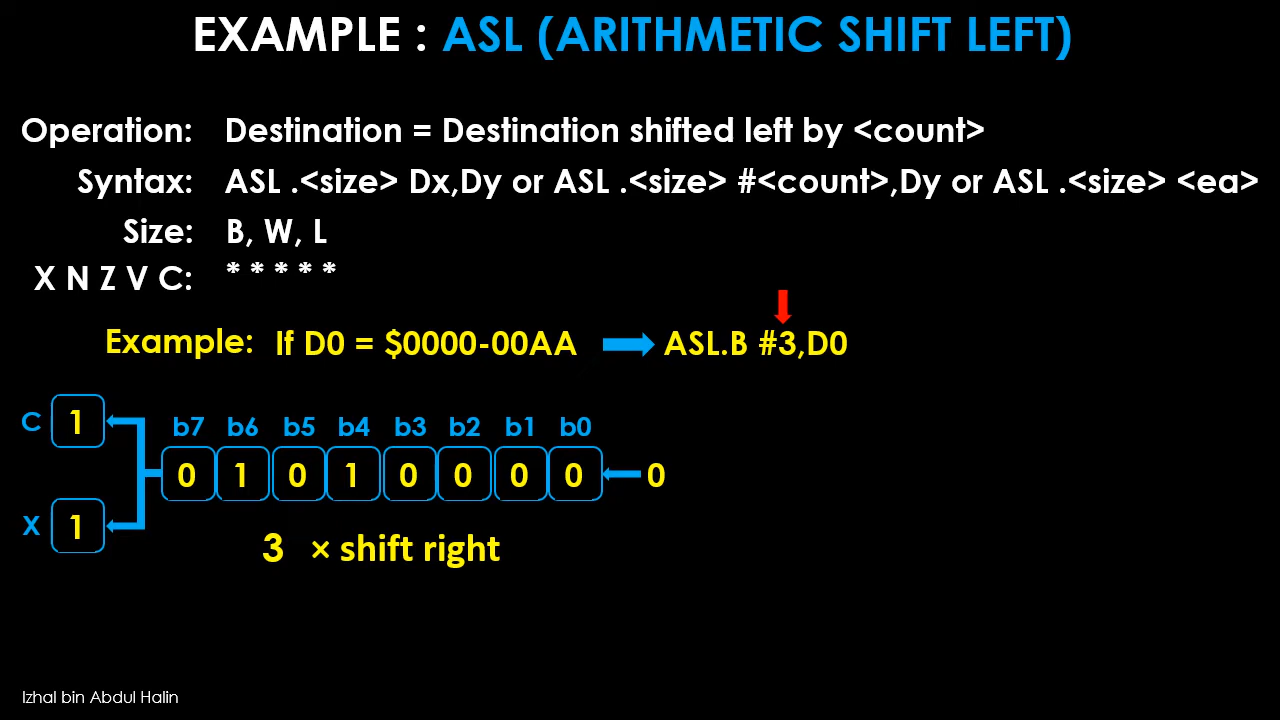 EXAMPLE : ASL (ARITHMETIC SHIFT LEFT)
Operation: Destination = Destination shifted left by <count>
Syntax: ASL .<size> Dx,Dy or ASL .<size> #<count>,Dy or ASL .<size> <ea>
Size: B, W, L
X N Z V C: * * * * *
Example: If D0 = $0000-00AA ASL.B #3,D0
C 1
b7 b6 b5 b4 b3 b2 b1 b0
0 1 0 1 0 0 0 0 0
X 1
3 × shift right
Izhal bin Abdul Halin